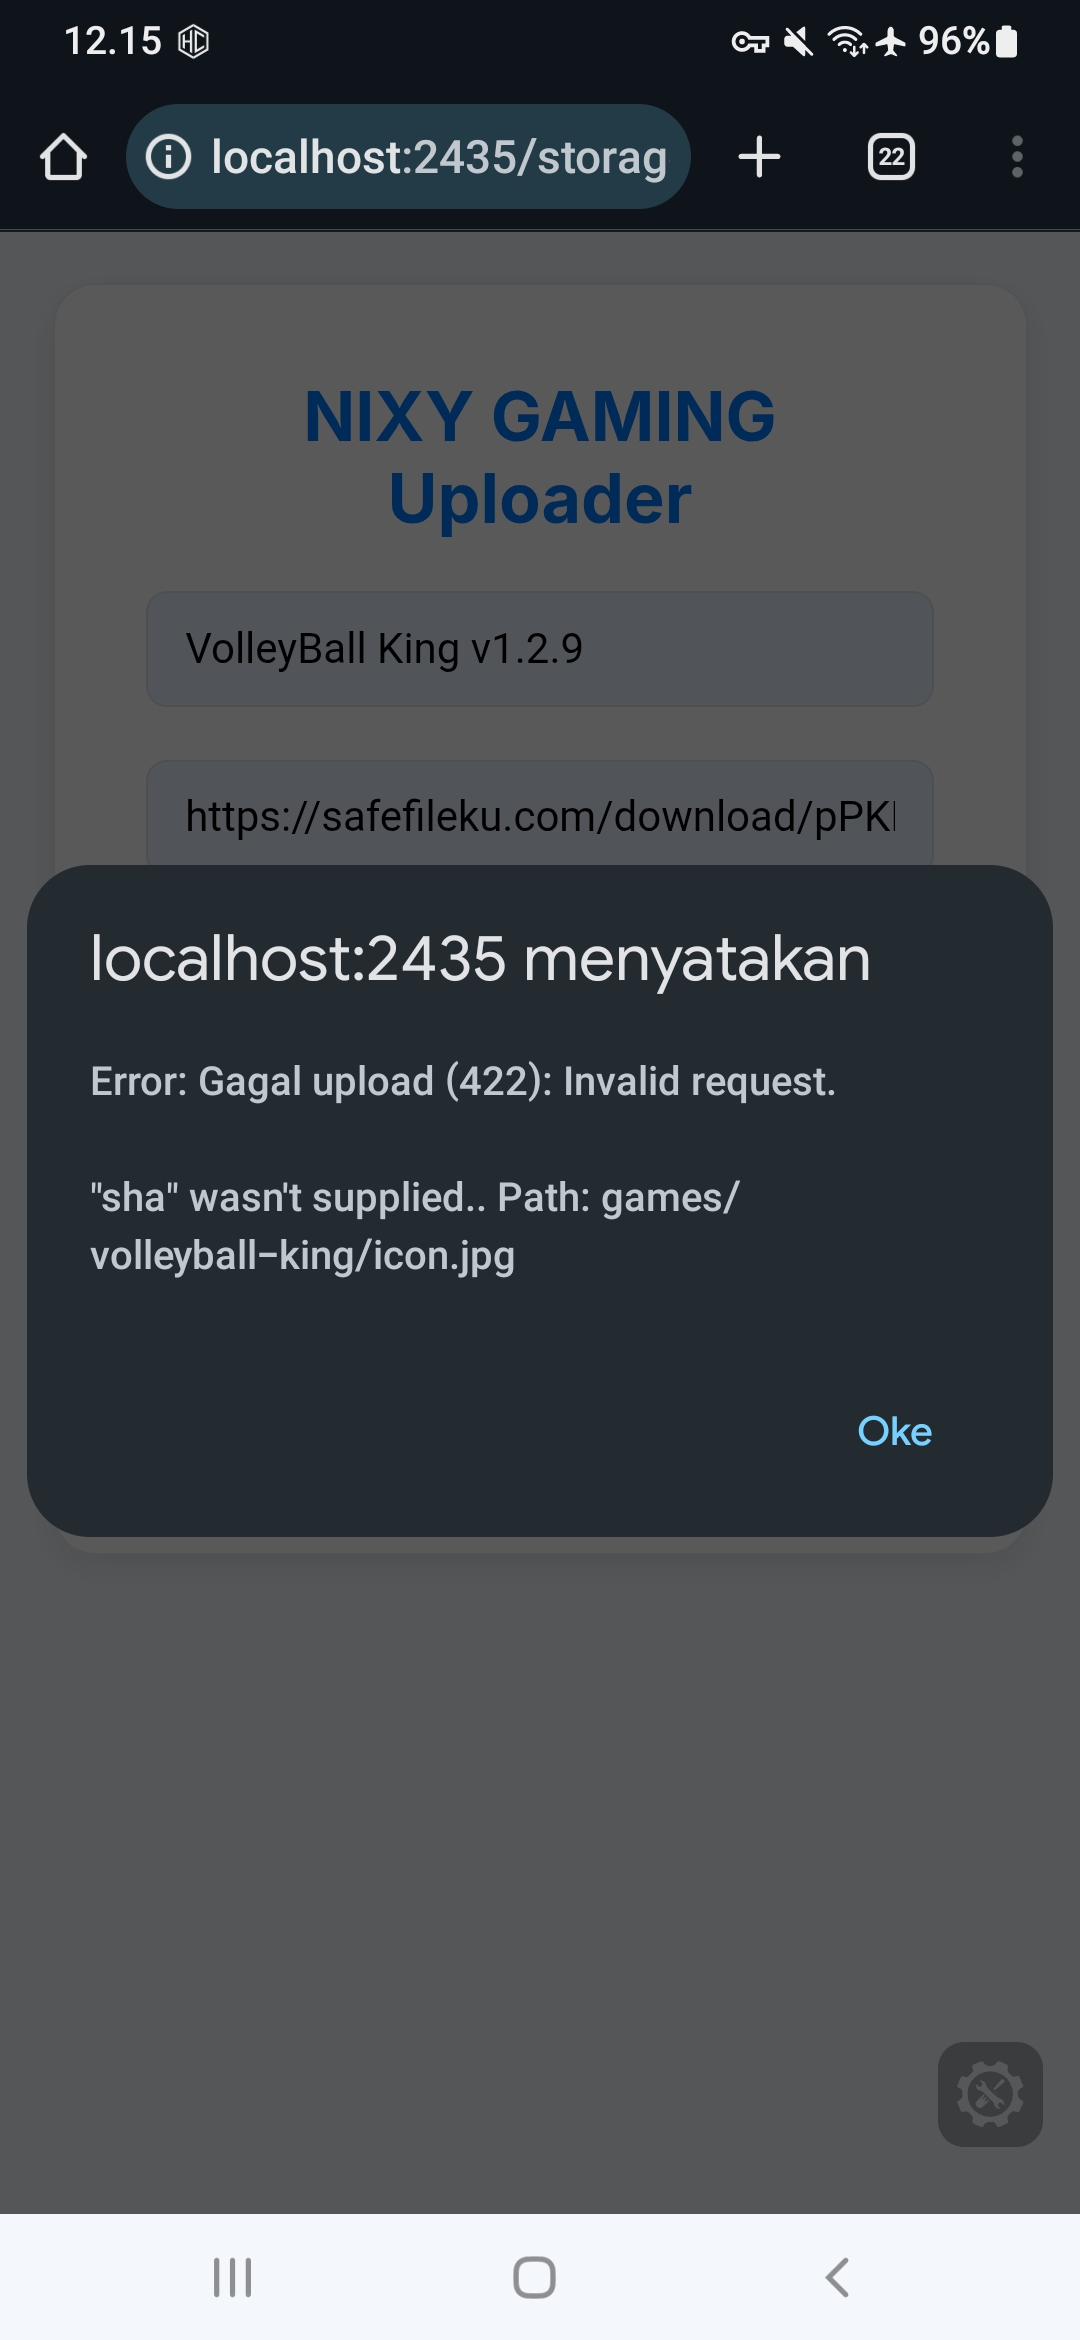 12.15
96%
localhost:2435/storag
22
NIXY GAMING
Uploader
VolleyBall King v1.2.9
https://safefileku.com/download/pPK
localhost:2435 menyatakan
Error: Gagal upload (422): Invalid request.
"sha" wasn't supplied.. Path: games/
volleyball-king/icon.jpg
Oke